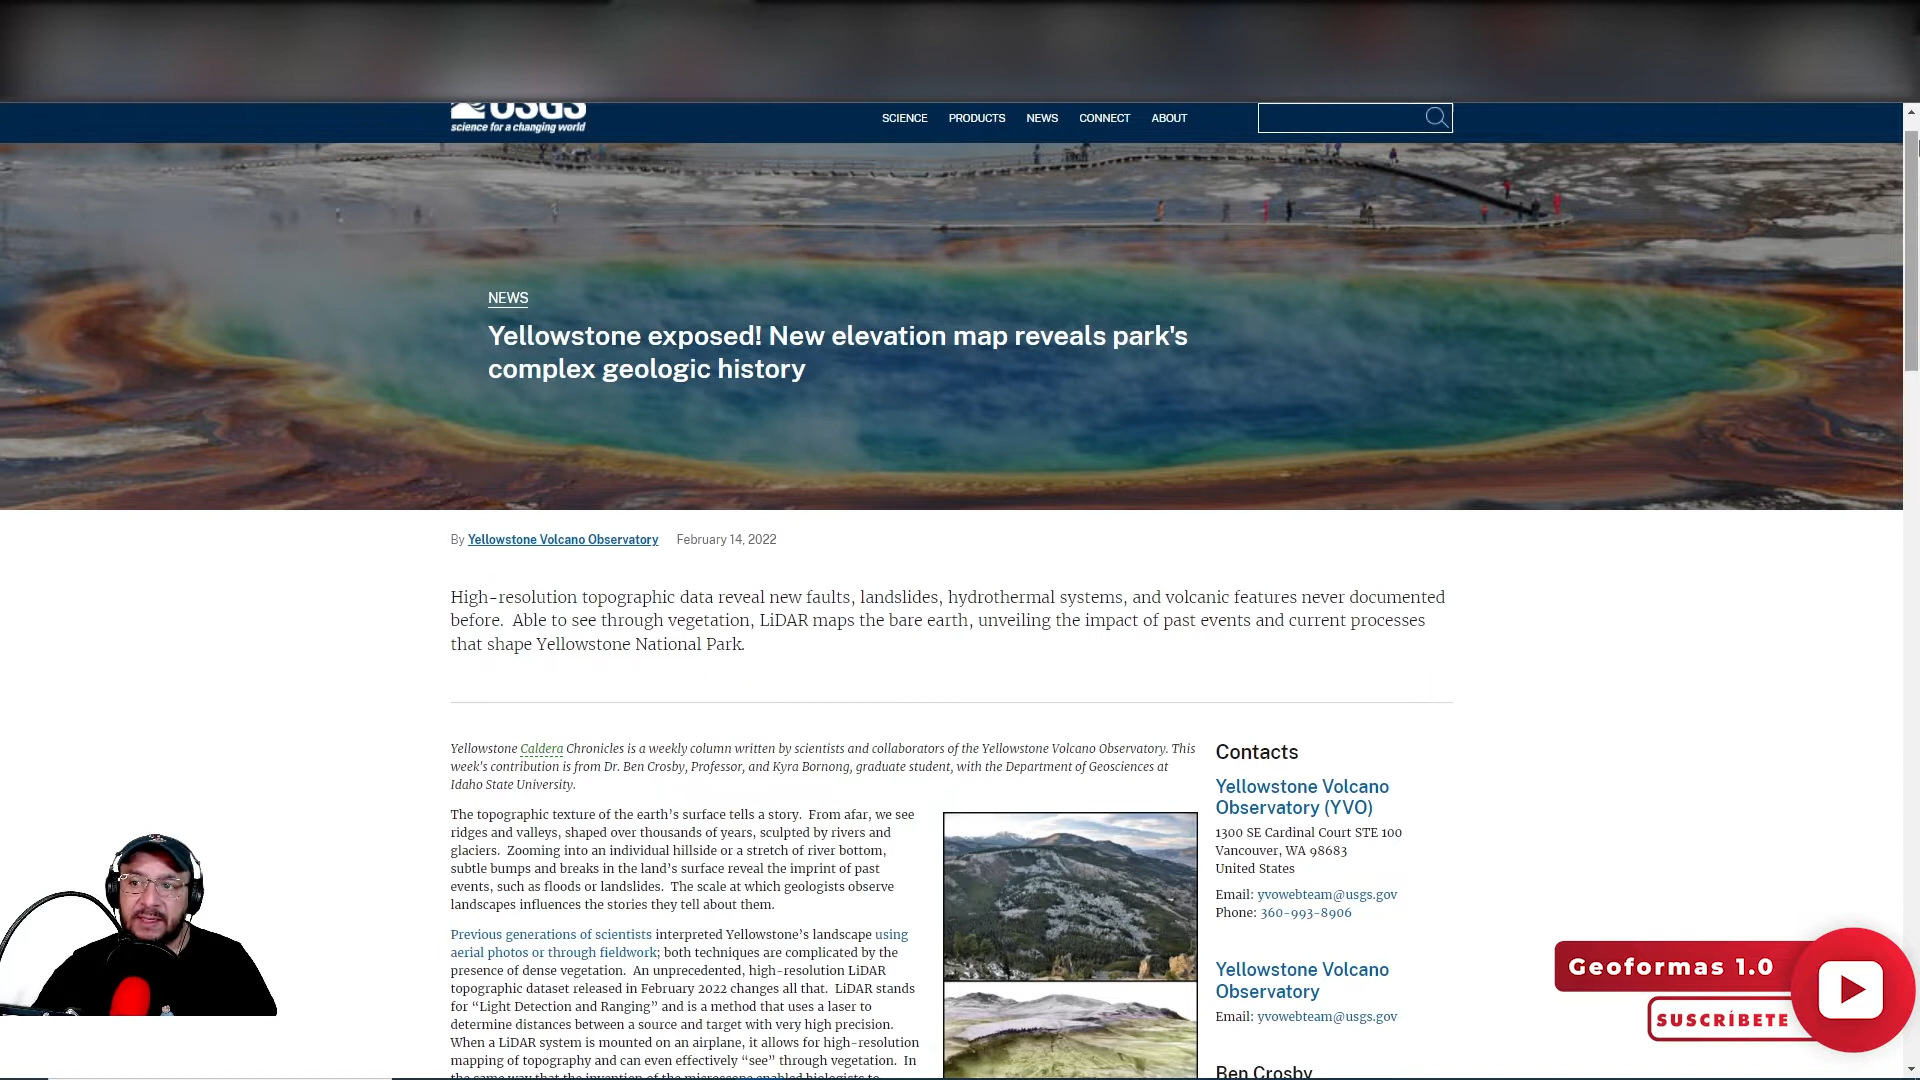 USGS
science for a changing world
SCIENCE PRODUCTS NEWS CONNECT ABOUT
NEWS
Yellowstone exposed! New elevation map reveals park's
complex geologic history
By Yellowstone Volcano Observatory February 14, 2022
High-resolution topographic data reveal new faults, landslides, hydrothermal systems, and volcanic features never documented
before. Able to see through vegetation, LiDAR maps the bare earth, unveiling the impact of past events and current processes
that shape Yellowstone National Park.
Yellowstone Caldera Chronicles is a weekly column written by scientists and collaborators of the Yellowstone Volcano Observatory. This
week's contribution is from Dr. Ben Crosby, Professor, and Kyra Bornong, graduate student, with the Department of Geosciences at
Idaho State University.
The topographic texture of the earth’s surface tells a story. From afar, we see
ridges and valleys, shaped over thousands of years, sculpted by rivers and
glaciers. Zooming into an individual hillside or a stretch of river bottom,
subtle bumps and breaks in the land’s surface reveal the imprint of past
events, such as floods or landslides. The scale at which geologists observe
landscapes influences the stories they tell about them.
Previous generations of scientists interpreted Yellowstone’s landscape using
aerial photos or through fieldwork; both techniques are complicated by the
presence of dense vegetation. An unprecedented, high-resolution LiDAR
topographic dataset released in February 2022 changes all that. LiDAR stands
for “Light Detection and Ranging” and is a method that uses a laser to
determine distances between a source and target with very high precision.
When a LiDAR system is mounted on an airplane, it allows for high-resolution
mapping of topography and can even effectively “see” through vegetation. In
the same way that the invention of the microscope enabled biologists to
Contacts
Yellowstone Volcano
Observatory (YVO)
1300 SE Cardinal Court STE 100
Vancouver, WA 98683
United States
Email: yvowebteam@usgs.gov
Phone: 360-993-8906
Yellowstone Volcano
Observatory
Email: yvowebteam@usgs.gov
Ben Crosby
Geoformas 1.0
SUSCRÍBETE